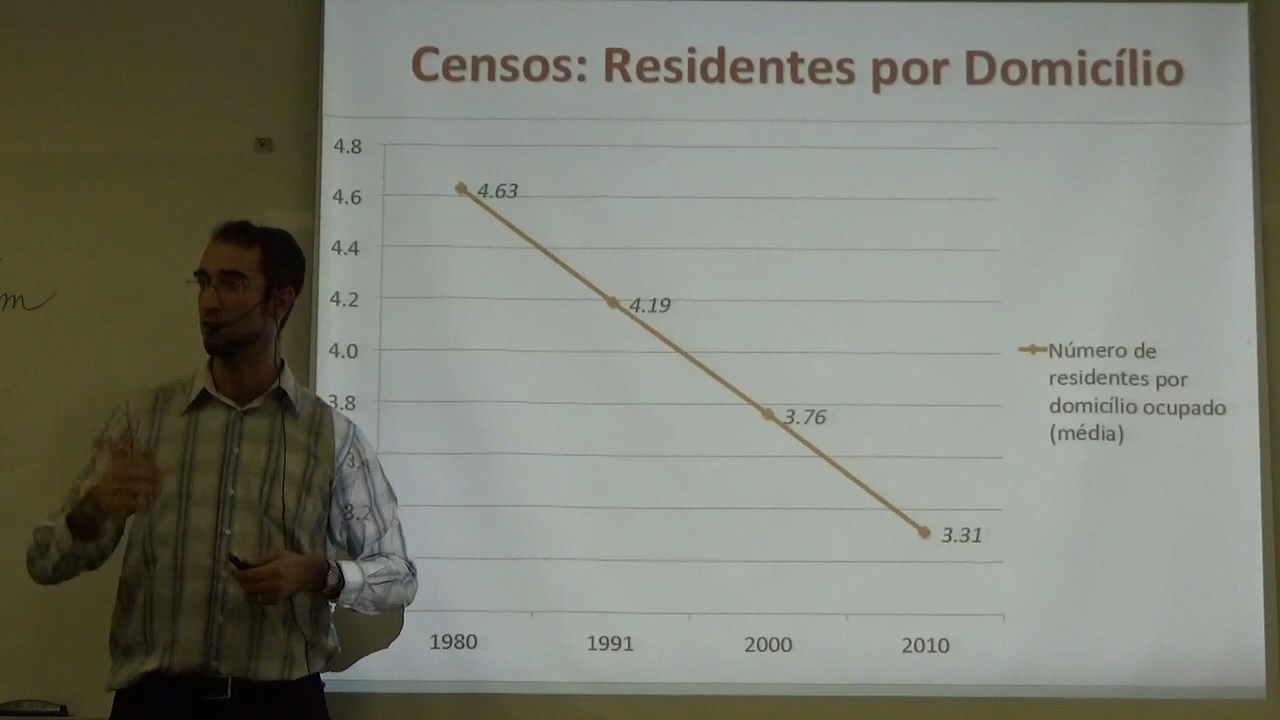 Censos: Residentes por Domicílio
4.8
4.6
4.4
4.2
4.0
3.8
4.63
4.19
3.76
3.31
1980
1991
2000
2010
Número de
residentes por
domicílio ocupado
(média)
m